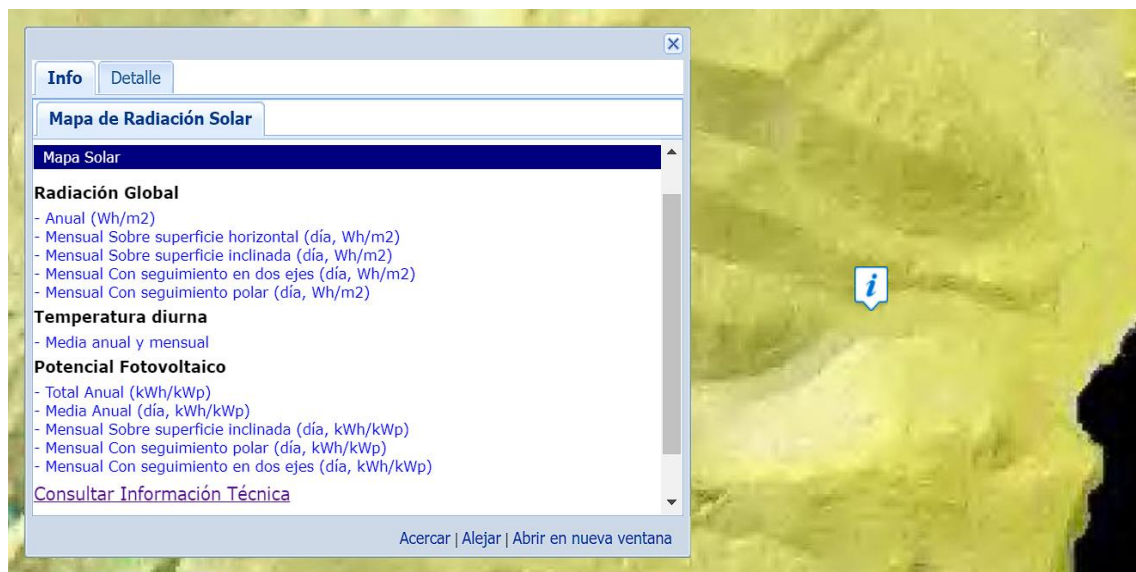 Info Detalle
Mapa de Radiación Solar
Mapa Solar
Radiación Global
- Anual (Wh/m2)
- Mensual Sobre superficie horizontal (día, Wh/m2)
- Mensual Sobre superficie inclinada (día, Wh/m2)
- Mensual Con seguimiento en dos ejes (día, Wh/m2)
- Mensual Con seguimiento polar (día, Wh/m2)
Temperatura diurna
- Media anual y mensual
Potencial Fotovoltaico
- Total Anual (kWh/kWp)
- Media Anual (día, kWh/kWp)
- Mensual Sobre superficie inclinada (día, kWh/kWp)
- Mensual Con seguimiento polar (día, kWh/kWp)
- Mensual Con seguimiento en dos ejes (día, kWh/kWp)
Consultar Información Técnica
Acercar | Alejar | Abrir en nueva ventana
i